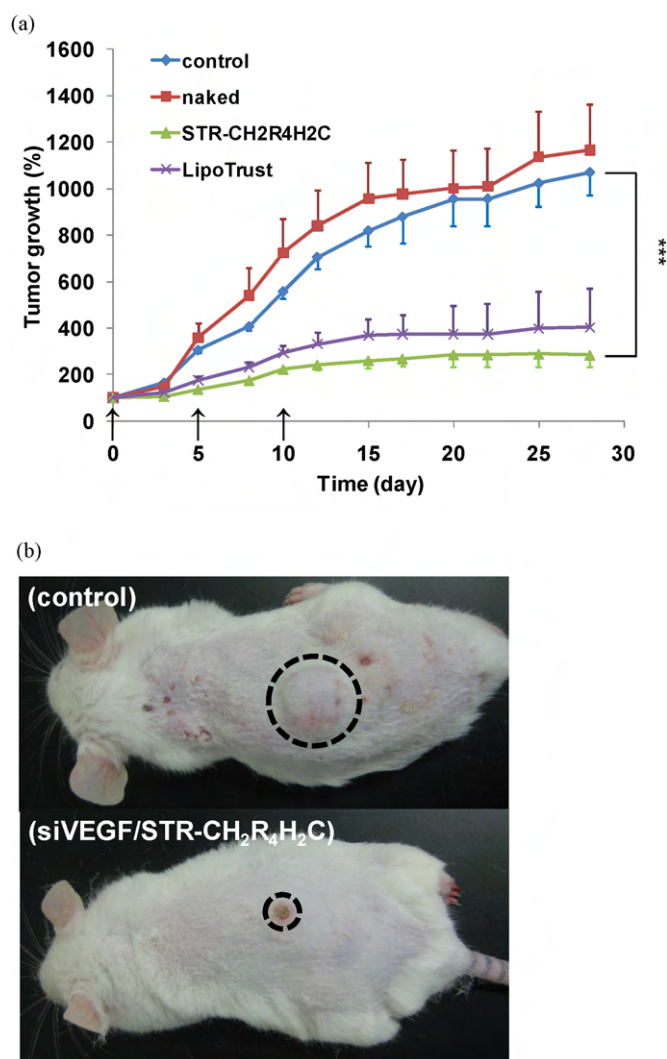 (a)
1600
1400
1200
1000
800
600
400
200
0
Tumor growth (%)
control
naked
STR-CH2R4H2C
LipoTrust
***
0 5 10 15 20 25 30
Time (day)
(b)
(control)
(siVEGF/STR-CH₂R₄H₂C)